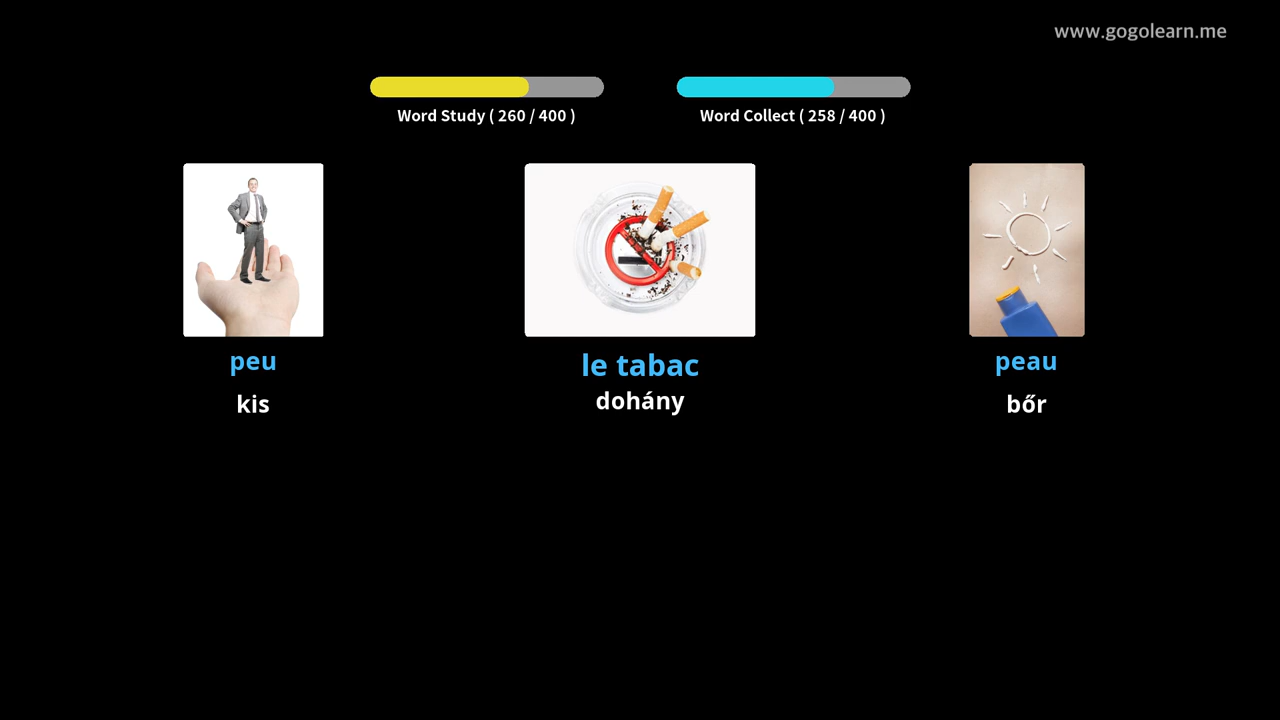 www.gogolearn.me
Word Study ( 260 / 400 )
Word Collect ( 258 / 400 )
peu
kis
le tabac
dohány
peau
bőr